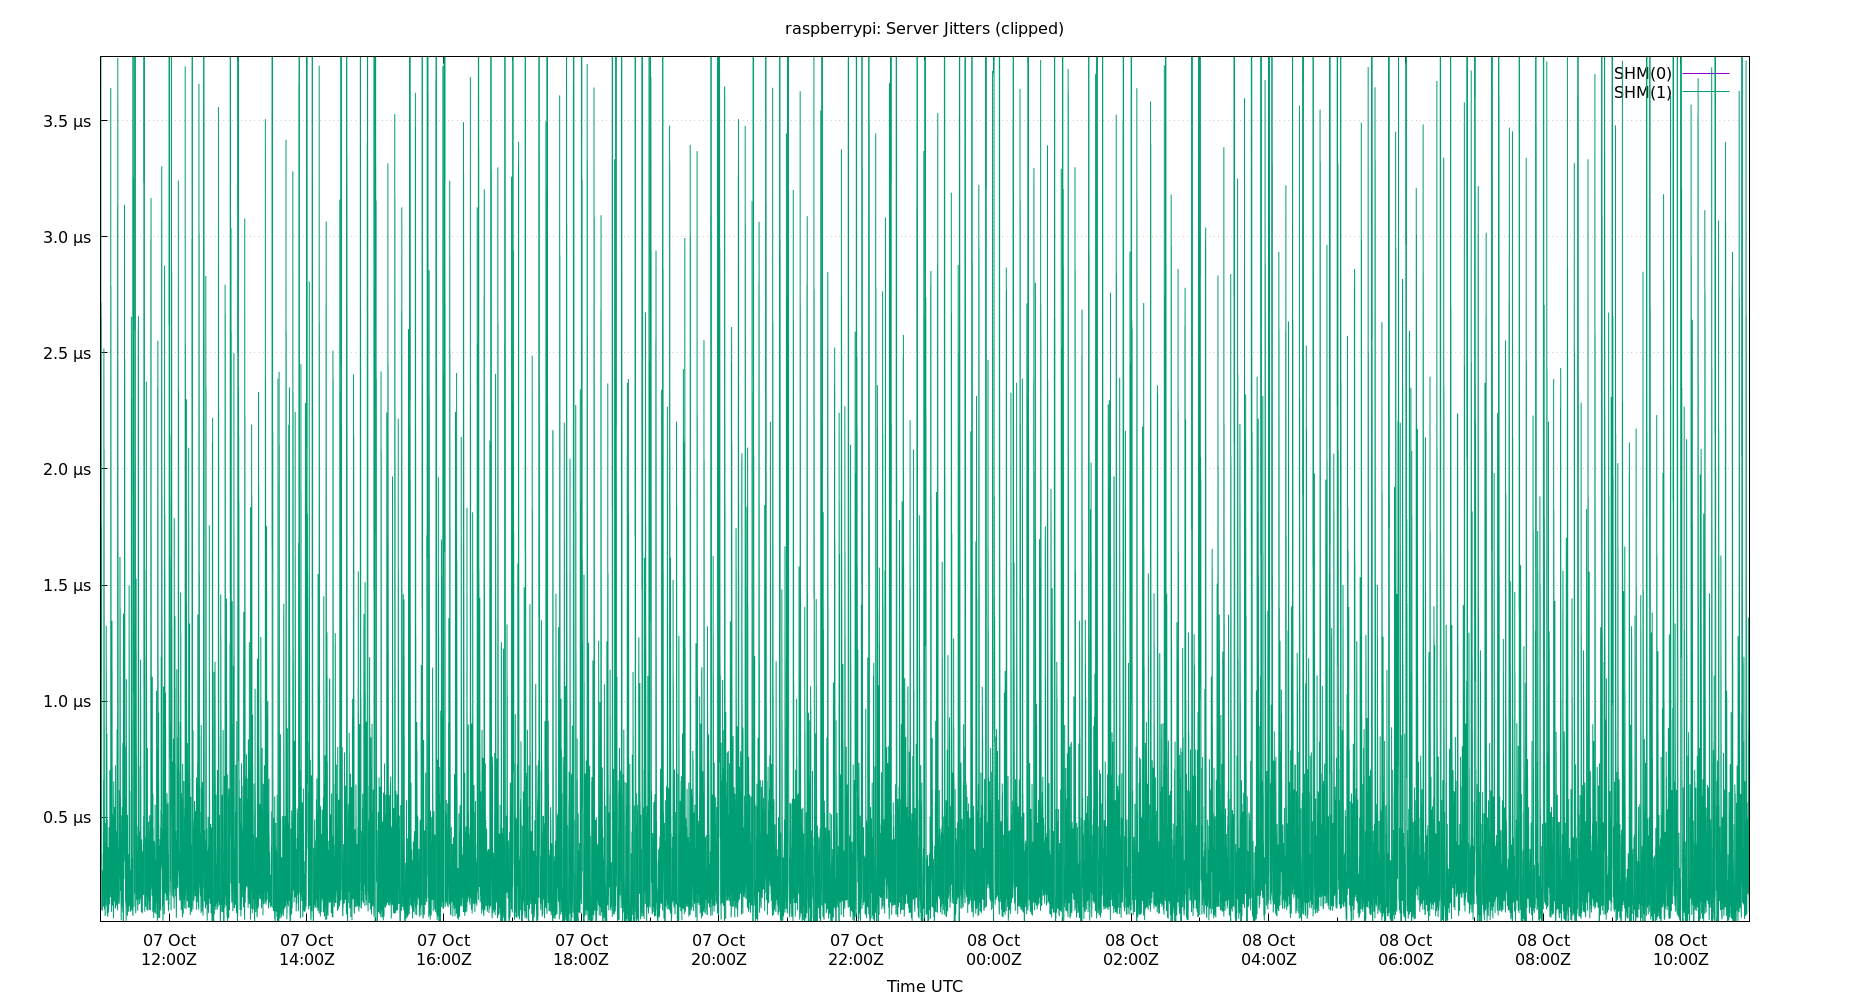 raspberrypi: Server Jitters (clipped)
SHM(0)
SHM(1)
3.5 µs
3.0 µs
2.5 µs
2.0 µs
1.5 µs
1.0 µs
0.5 µs
07 Oct 07 Oct 07 Oct 07 Oct 07 Oct 07 Oct 08 Oct 08 Oct 08 Oct 08 Oct 08 Oct 08 Oct
12:00Z 14:00Z 16:00Z 18:00Z 20:00Z 22:00Z 00:00Z 02:00Z 04:00Z 06:00Z 08:00Z 10:00Z
Time UTC